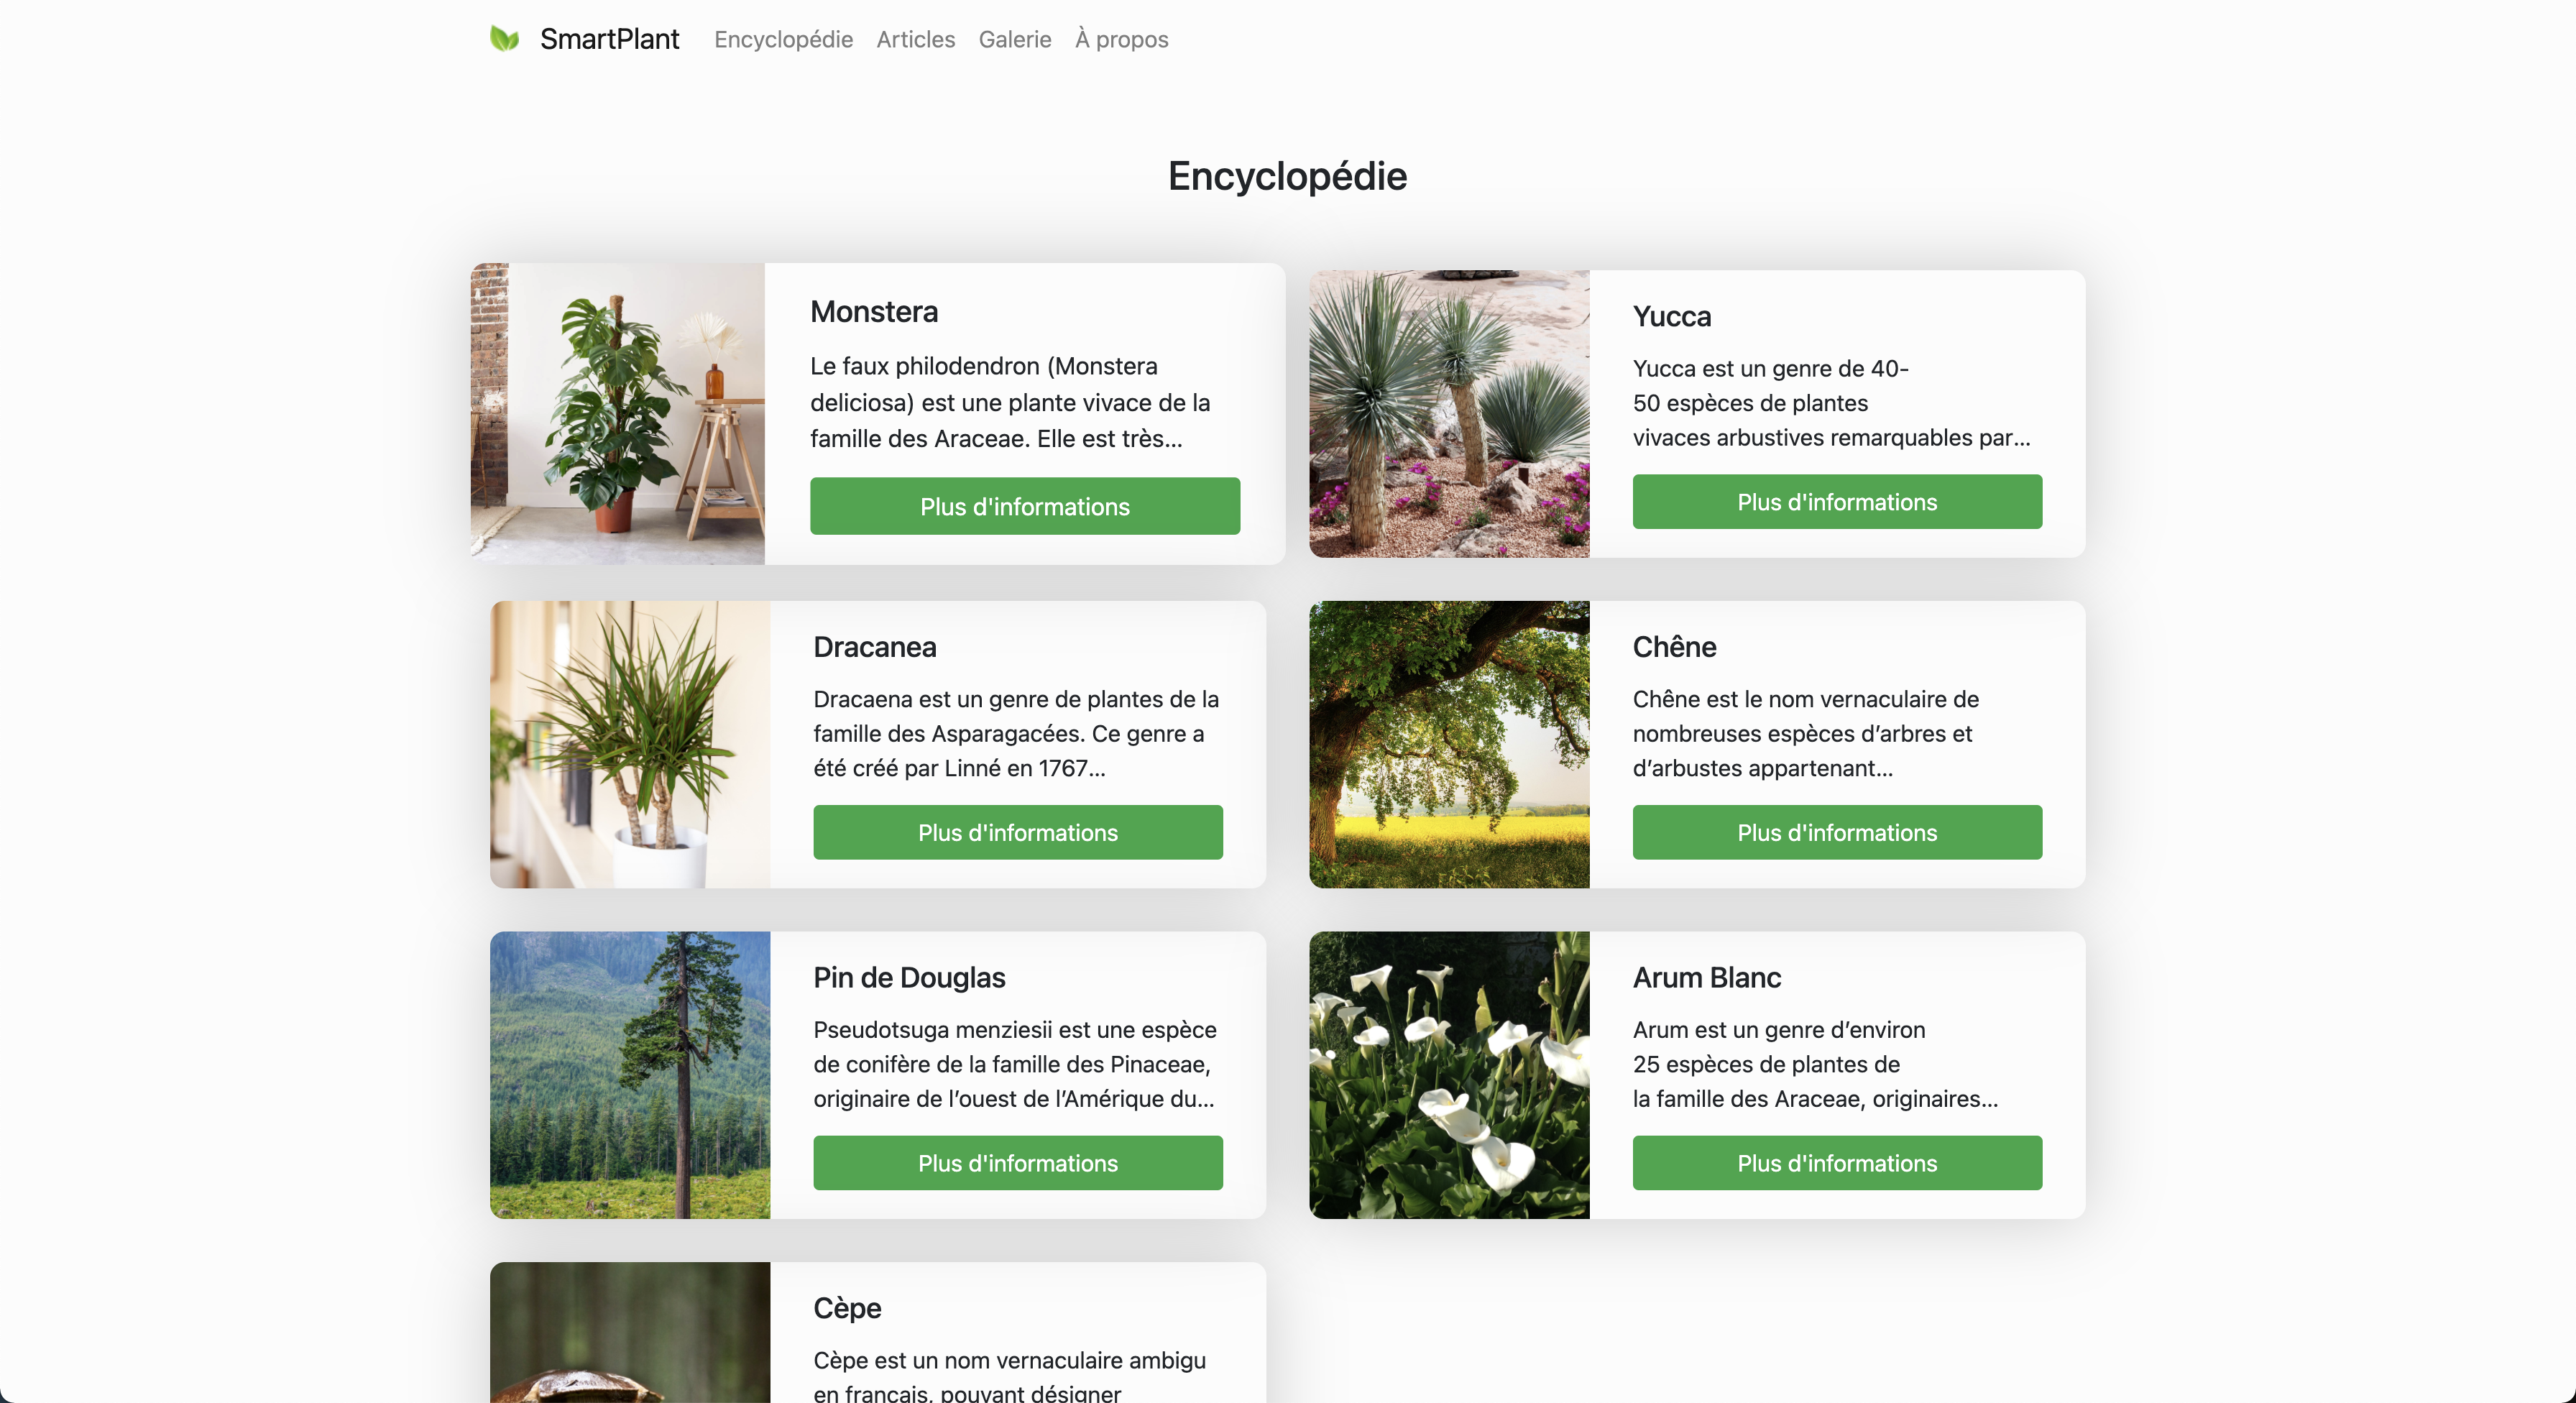 SmartPlant Encyclopédie Articles Galerie À propos
Encyclopédie
Monstera
Le faux philodendron (Monstera
deliciosa) est une plante vivace de la
famille des Araceae. Elle est très...
Plus d'informations
Yucca
Yucca est un genre de 40-
50 espèces de plantes
vivaces arbustives remarquables par...
Plus d'informations
Dracanea
Dracaena est un genre de plantes de la
famille des Asparagacées. Ce genre a
été créé par Linné en 1767...
Plus d'informations
Chêne
Chêne est le nom vernaculaire de
nombreuses espèces d’arbres et
d’arbustes appartenant...
Plus d'informations
Pin de Douglas
Pseudotsuga menziesii est une espèce
de conifère de la famille des Pinaceae,
originaire de l’ouest de l’Amérique du...
Plus d'informations
Arum Blanc
Arum est un genre d’environ
25 espèces de plantes de
la famille des Araceae, originaires...
Plus d'informations
Cèpe
Cèpe est un nom vernaculaire ambigu
en français, pouvant désigner